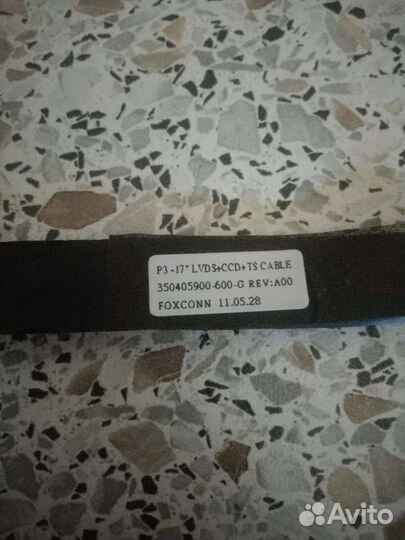 P3-17" LVDS+CCD+TS CABLE
350405900-600-G REV:A00
FOXCONN 11.05.28
Avito